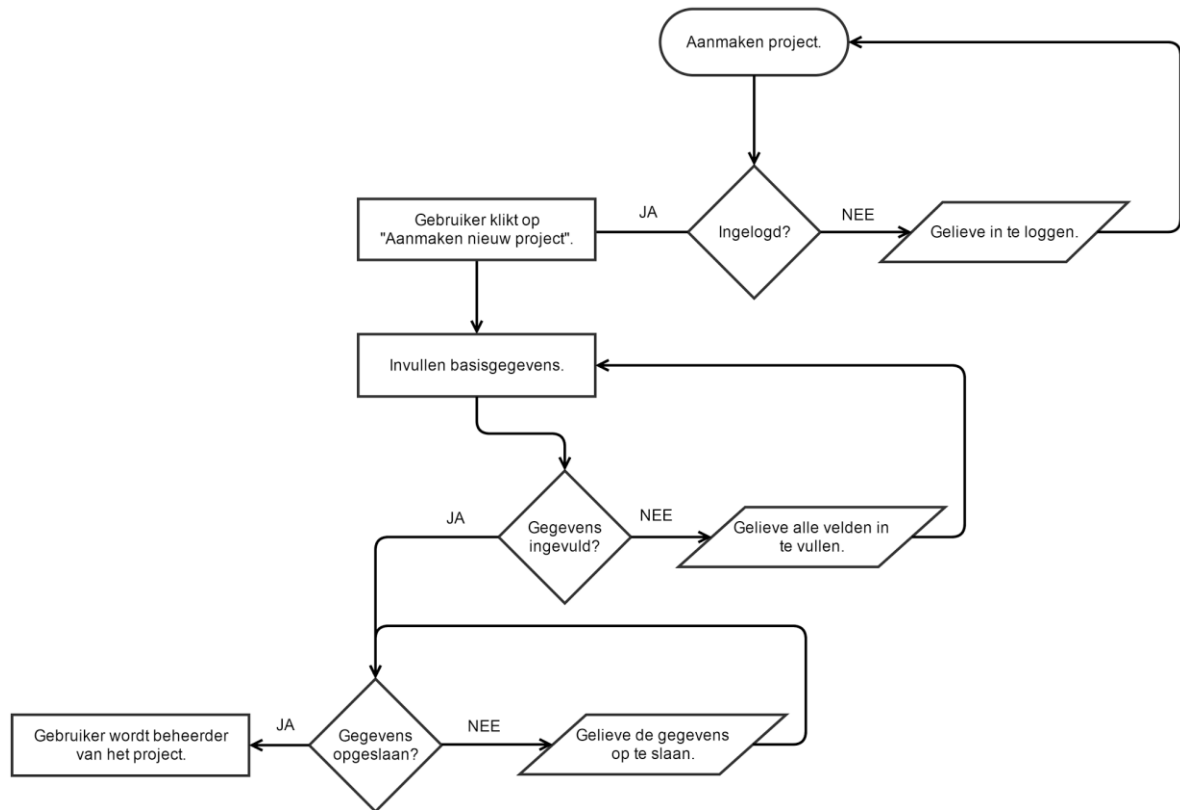 Aanmaken project.
JA
NEE
Gebruiker klikt op
"Aanmaken nieuw project".
Ingelogd?
Gelieve in te loggen.
Invullen basisgegevens.
JA
NEE
Gegevens
ingevuld?
Gelieve alle velden in
te vullen.
JA
NEE
Gebruiker wordt beheerder
van het project.
Gegevens
opgeslaan?
Gelieve de gegevens
op te slaan.